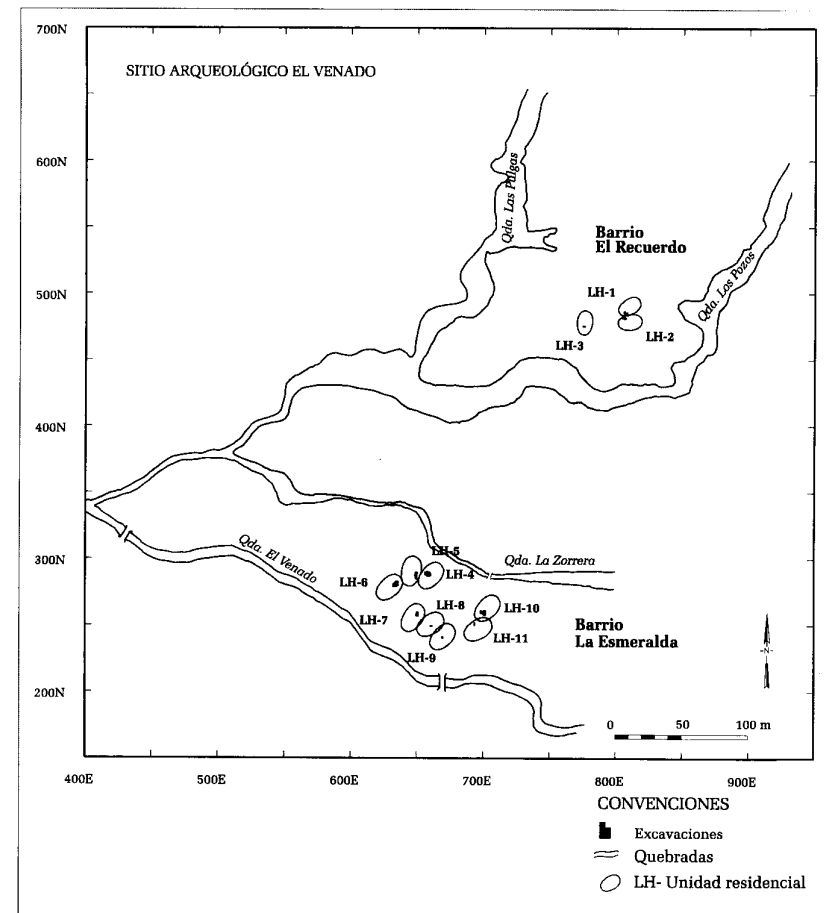 700N
SITIO ARQUEOLÓGICO EL VENADO
600N
Qda. Las Pulgas
Barrio
El Recuerdo
Qda. Los Pozos
500N
LH-1
LH-2
LH-3
400N
300N
Qda. El Venado
LH-5
Qda. La Zorrera
LH-4
LH-6
LH-7
LH-8
LH-10
LH-11
LH-9
Barrio
La Esmeralda
N
200N
0 50 100 m
400E 500E 600E 700E 800E 900E
CONVENCIONES
Excavaciones
Quebradas
LH- Unidad residencial